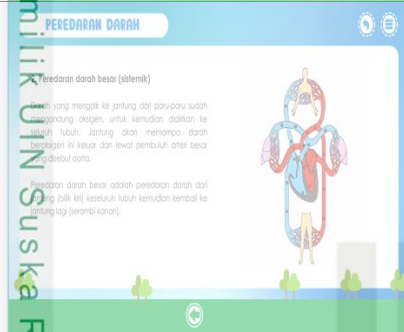 PEREDARAN DARAH
2. Peredaran darah besar (sistemik)
Darah yang mengalir ke jantung dari paru-paru sudah
mengandung oksigen, untuk kemudian dialirkan ke
seluruh tubuh. Jantung akan memompa darah
beroksigen ini keluar dan lewat pembuluh arteil besar
yang disebut aorta.
Peredaran darah besar adalah peredaran darah dari
jantung (bilik kiri) keseluruh tubuh kemudian kembali ke
jantung lagi (serambi kanan).
milik UIN Suska R